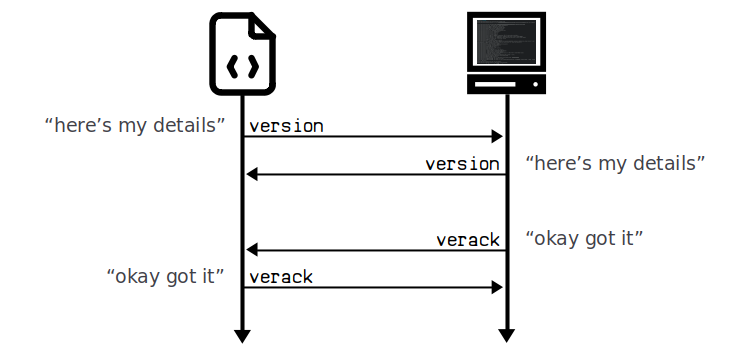 “here’s my details” version
version “here’s my details”
verack “okay got it”
“okay got it” verack